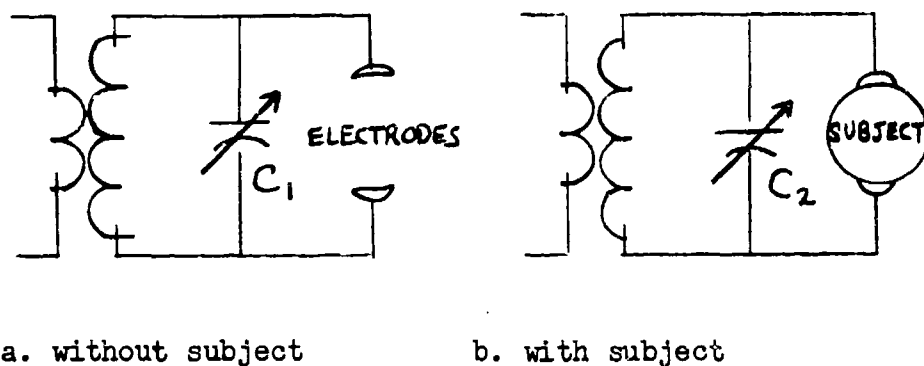 ELECTRODES
C1
SUBJECT
C2
a. without subject
b. with subject